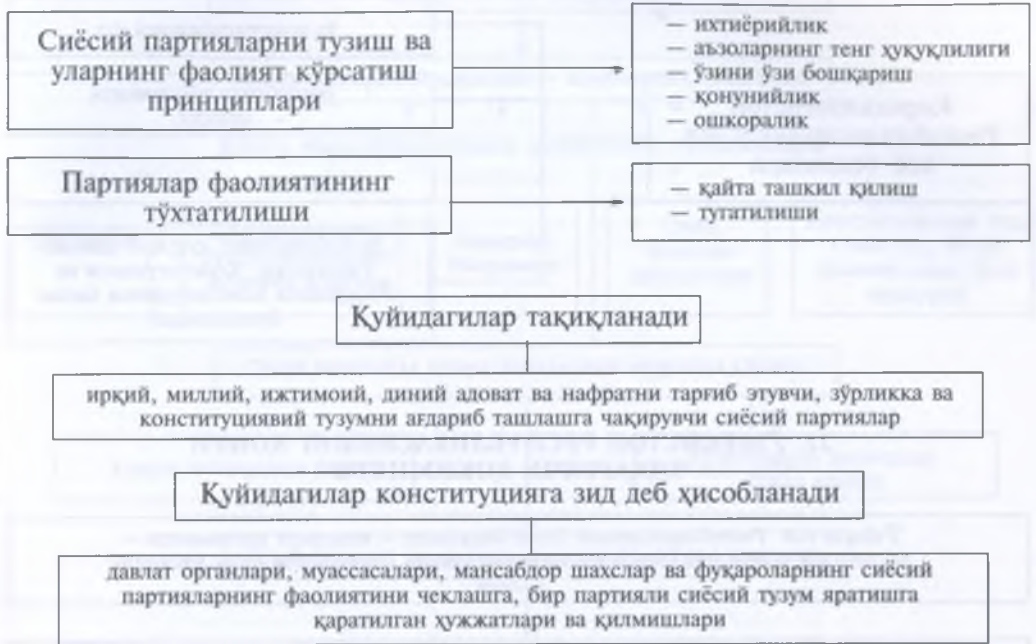 Сиёсий партияларни тузиш ва
уларнинг фаолият кўрсатиш
принциплари
— ихтиёрийлик
— аъзоларнинг тенг ҳуқуқлилиги
— ўзини ўзи бошқариш
— қонунийлик
— ошкоралик
Партиялар фаолиятининг
тўхтатилиши
— қайта ташкил қилиш
— тугатилиши
Қуйидагилар тақиқланади
ирқий, миллий, ижтимоий, диний адоват ва нафратни тарғиб этувчи, зўрликка ва
конституциявий тузумни ағдариб ташлашга чақирувчи сиёсий партиялар
Қуйидагилар конституцияга зид деб ҳисобланади
давлат органлари, муассасалари, мансабдор шахслар ва фуқароларнинг сиёсий
партияларнинг фаолиятини чеклашга, бир партияли сиёсий тузум яратишга
қаратилган ҳужжатлари ва қилмишлари